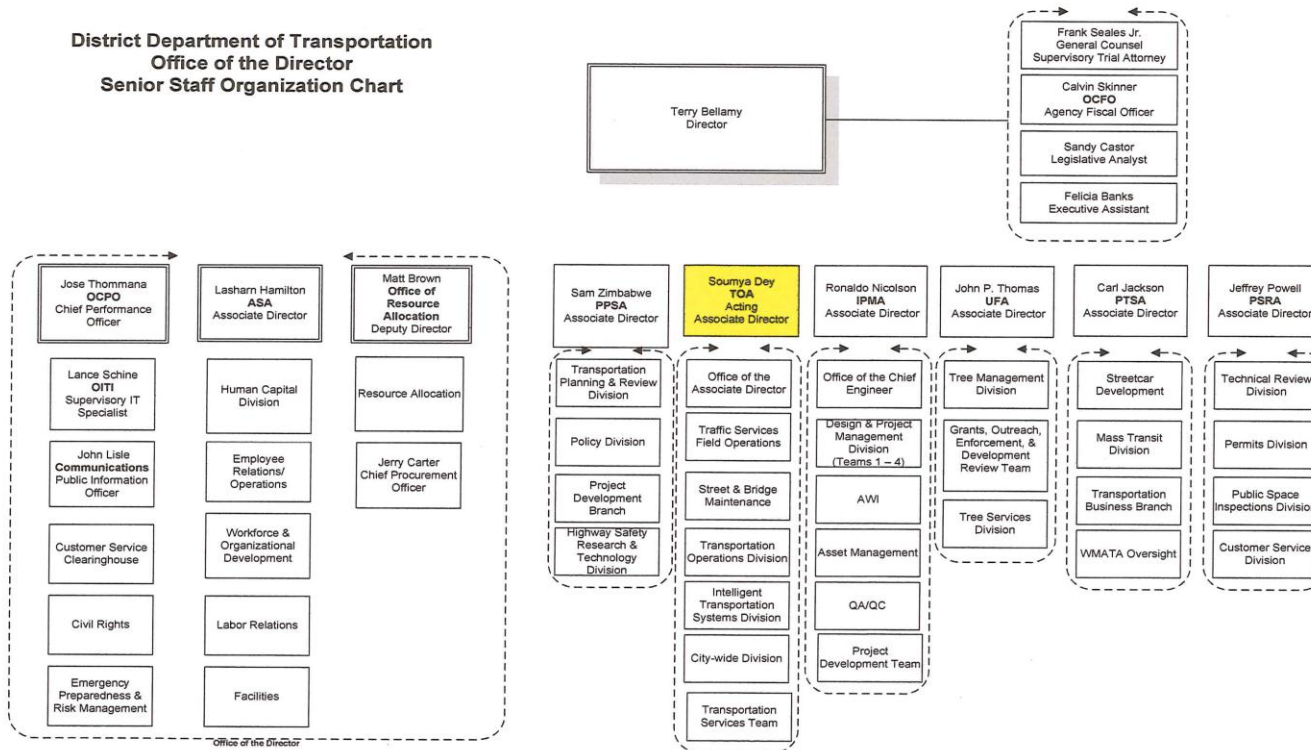 District Department of Transportation
Office of the Director
Senior Staff Organization Chart
Terry Bellamy
Director
Frank Seales Jr.
General Counsel
Supervisory Trial Attorney
Calvin Skinner
OCFO
Agency Fiscal Officer
Sandy Castor
Legislative Analyst
Felicia Banks
Executive Assistant
Jose Thommana
OCPO
Chief Performance
Officer
Lance Schine
OITI
Supervisory IT
Specialist
John Lisle
Communications
Public Information
Officer
Customer Service
Clearinghouse
Civil Rights
Emergency
Preparedness &
Risk Management
Lasharn Hamilton
ASA
Associate Director
Human Capital
Division
Employee
Relations/
Operations
Workforce &
Organizational
Development
Labor Relations
Facilities
Matt Brown
Office of
Resource
Allocation
Deputy Director
Resource Allocation
Jerry Carter
Chief Procurement
Officer
Office of the Director
Sam Zimbabwe
PPSA
Associate Director
Transportation
Planning & Review
Division
Policy Division
Project
Development
Branch
Highway Safety
Research &
Technology
Division
Soumya Dey
TOA
Acting
Associate Director
Office of the
Associate Director
Traffic Services
Field Operations
Street & Bridge
Maintenance
Transportation
Operations Division
Intelligent
Transportation
Systems Division
City-wide Division
Transportation
Services Team
Ronaldo Nicolson
IPMA
Associate Director
Office of the Chief
Engineer
Design & Project
Management
Division
(Teams 1 – 4)
AWI
Asset Management
QA/QC
Project
Development Team
John P. Thomas
UFA
Associate Director
Tree Management
Division
Grants, Outreach,
Enforcement, &
Development
Review Team
Tree Services
Division
Carl Jackson
PTSA
Associate Director
Streetcar
Development
Mass Transit
Division
Transportation
Business Branch
WMATA Oversight
Jeffrey Powell
PSRA
Associate Director
Technical Review
Division
Permits Division
Public Space
Inspections Division
Customer Service
Division